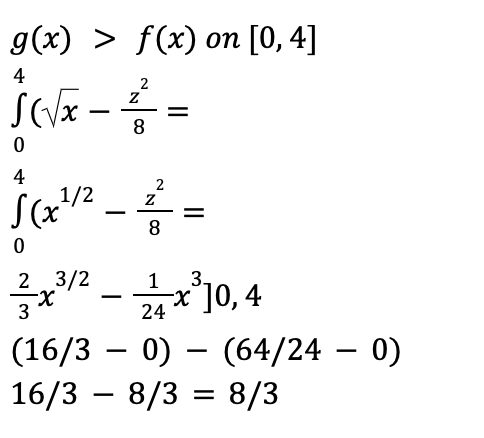 g(x) > f(x) on [0, 4]
4
∫(√x − z²/8 =
0
4
∫(x^1/2 − z²/8 =
0
2/3 x^3/2 − 1/24 x³]0, 4
(16/3 − 0) − (64/24 − 0)
16/3 − 8/3 = 8/3